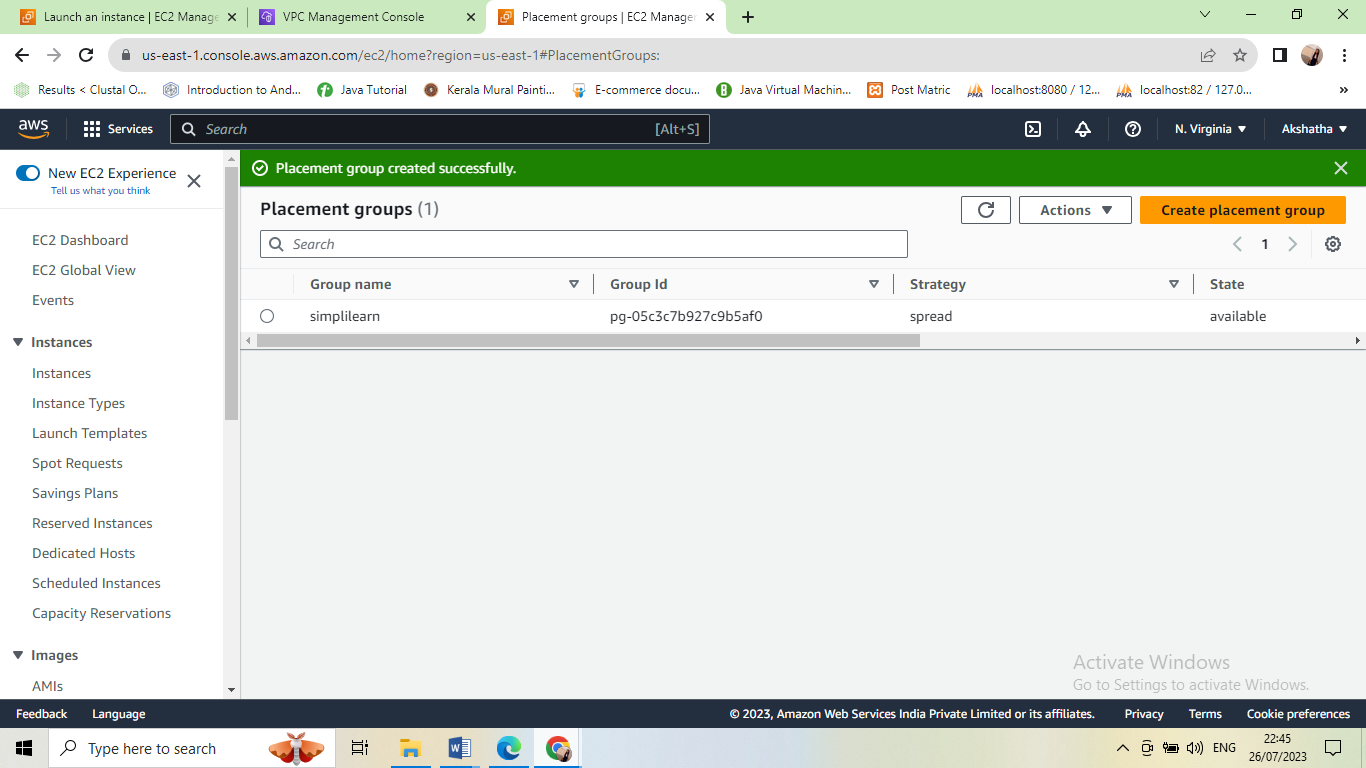 Launch an instance | EC2 Manage
VPC Management Console
Placement groups | EC2 Manager
us-east-1.console.aws.amazon.com/ec2/home?region=us-east-1#PlacementGroups:
Results < Clustal O...
Introduction to And...
Java Tutorial
Kerala Mural Painti...
E-commerce docu...
Java Virtual Machin...
Post Matric
localhost:8080 / 12...
localhost:82 / 127.0...
»
aws
Services
Search
[Alt+S]
N. Virginia
Akshatha
New EC2 Experience
Tell us what you think
Placement group created successfully.
Placement groups (1)
Actions
Create placement group
Search
1
Group name
Group Id
Strategy
State
simplilearn
pg-05c3c7b927c9b5af0
spread
available
EC2 Dashboard
EC2 Global View
Events
Instances
Instances
Instance Types
Launch Templates
Spot Requests
Savings Plans
Reserved Instances
Dedicated Hosts
Scheduled Instances
Capacity Reservations
Images
AMIs
Activate Windows
Go to Settings to activate Windows.
Feedback
Language
© 2023, Amazon Web Services India Private Limited or its affiliates.
Privacy
Terms
Cookie preferences
Type here to search
ENG
22:45
26/07/2023